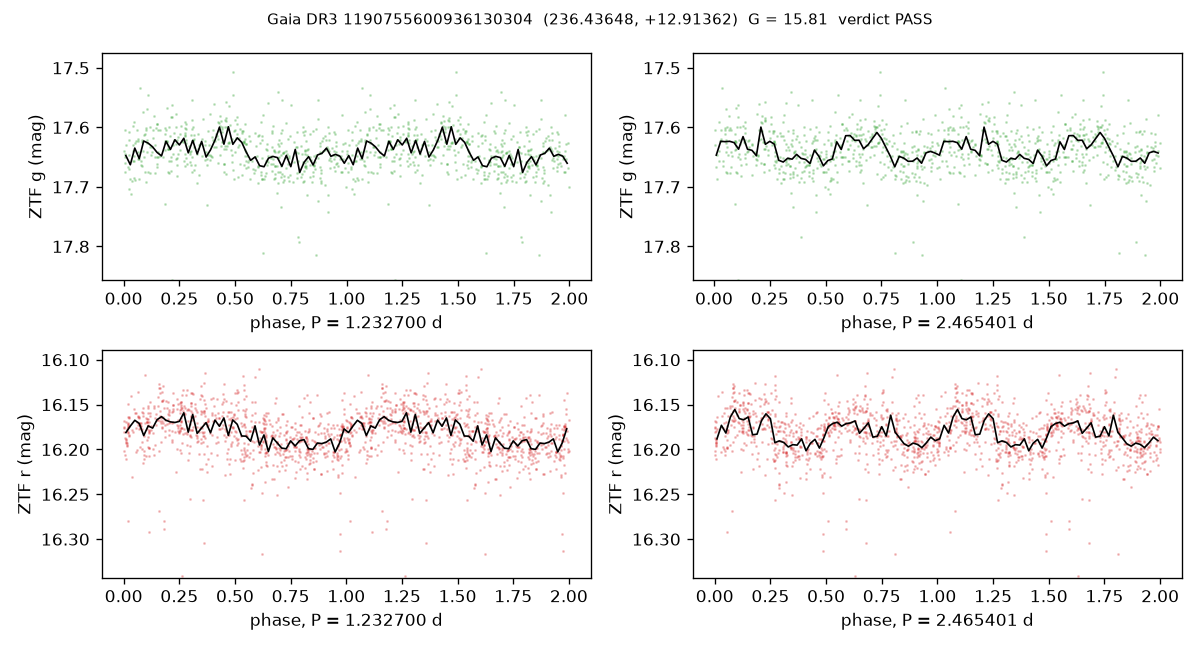 Gaia DR3 1190755600936130304  (236.43648, +12.91362)  G = 15.81  verdict PASS
ZTF g (mag)
17.5
17.6
17.7
17.8
0.00 0.25 0.50 0.75 1.00 1.25 1.50 1.75 2.00
phase, P = 1.232700 d
ZTF g (mag)
17.5
17.6
17.7
17.8
0.00 0.25 0.50 0.75 1.00 1.25 1.50 1.75 2.00
phase, P = 2.465401 d
ZTF r (mag)
16.10
16.15
16.20
16.25
16.30
0.00 0.25 0.50 0.75 1.00 1.25 1.50 1.75 2.00
phase, P = 1.232700 d
ZTF r (mag)
16.10
16.15
16.20
16.25
16.30
0.00 0.25 0.50 0.75 1.00 1.25 1.50 1.75 2.00
phase, P = 2.465401 d